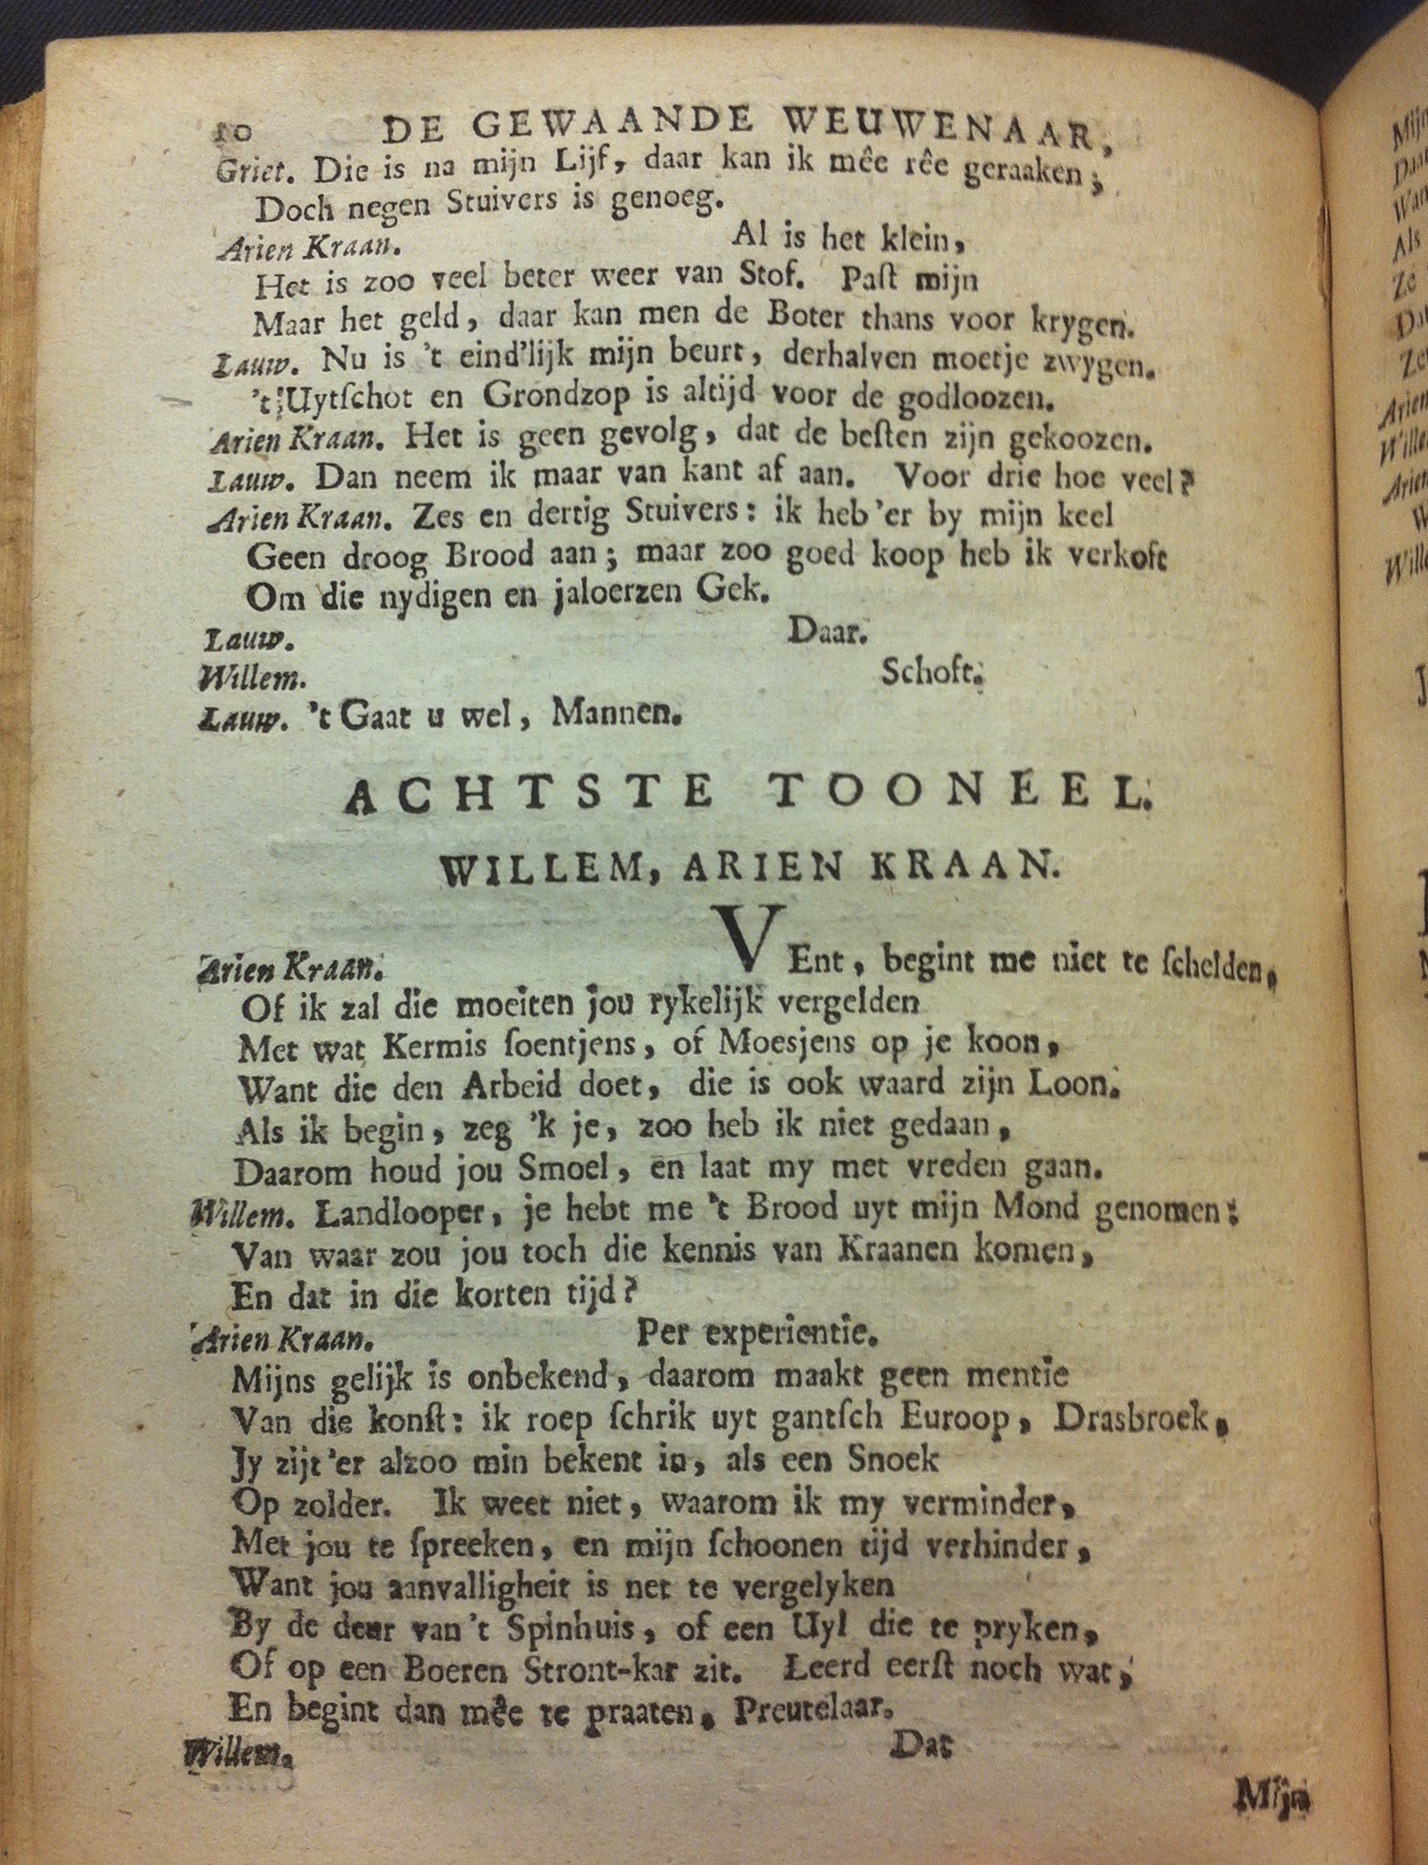 10 DE GEWAANDE WEUWENAAR,
Griet. Die is na mijn Lijf, daar kan ik mêe rêe geraaken;
Doch negen Stuivers is genoeg.
Arien Kraan. Al is het klein,
Het is zoo veel beter weer van Stof. Paſt mijn
Maar het geld, daar kan men de Boter thans voor krygen.
Lauw. Nu is 't eind'lijk mijn beurt, derhalven moetje zwygen.
't Uytſchot en Grondzop is altijd voor de godloozen.
Arien Kraan. Het is geen gevolg, dat de beſten zijn gekoozen.
Lauw. Dan neem ik maar van kant af aan. Voor drie hoe veel?
Arien Kraan. Zes en dertig Stuivers: ik heb 'er by mijn keel
Geen droog Brood aan; maar zoo goed koop heb ik verkoft
Om die nydigen en jaloerzen Gek.
Lauw. Daar.
Willem. Schoft.
Lauw. 't Gaat u wel, Mannen.
ACHTSTE TOONEEL.
WILLEM, ARIEN KRAAN.
Arien Kraan. VEnt, begint me niet te ſchelden,
Of ik zal die moeiten jou rykelijk vergelden
Met wat Kermis ſoentjens, of Moesjens op je koon,
Want die den Arbeid doet, die is ook waard zijn Loon.
Als ik begin, zeg 'k je, zoo heb ik niet gedaan,
Daarom houd jou Smoel, en laat my met vreden gaan.
Willem. Landlooper, je hebt me 't Brood uyt mijn Mond genomen;
Van waar zou jou toch die kennis van Kraanen komen,
En dat in die korten tijd?
Arien Kraan. Per experientie.
Mijns gelijk is onbekend, daarom maakt geen mentie
Van die konſt: ik roep ſchrik uyt gantſch Euroop, Drasbroek,
Jy zijt 'er alzoo min bekent in, als een Snoek
Op zolder. Ik weet niet, waarom ik my verminder,
Met jou te ſpreeken, en mijn ſchoonen tijd verhinder,
Want jou aanvalligheit is net te vergelyken
By de deur van 't Spinhuis, of een Uyl die te pryken,
Of op een Boeren Stront-kar zit. Leerd eerſt noch wat,
En begint dan mêe te praaten, Preutelaar.
Willem. Dat
Mijn